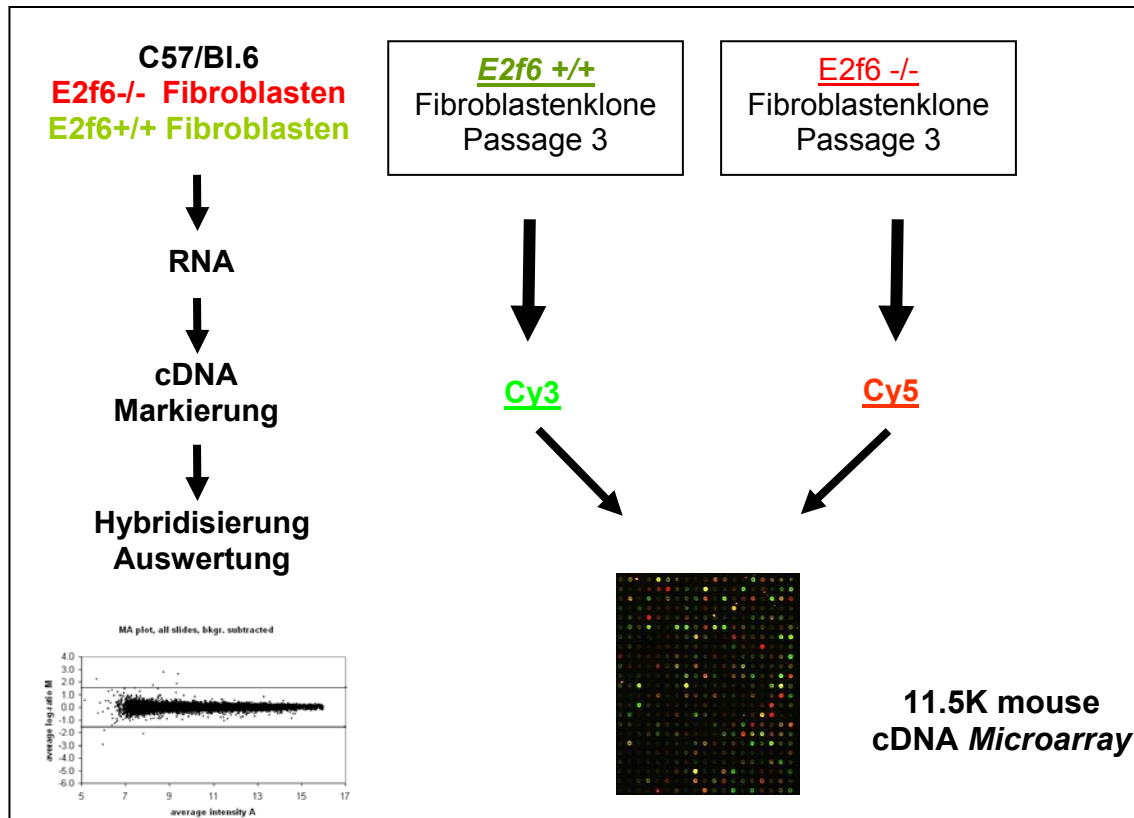 C57/Bl.6
E2f6-/- Fibroblasten
E2f6+/+ Fibroblasten
RNA
cDNA
Markierung
Hybridisierung
Auswertung
MA plot, all slides, bkgr. subtracted
average log-ratio M
4.0
3.0
2.0
1.0
0.0
-1.0
-2.0
-3.0
-4.0
-5.0
-6.0
5 7 9 11 13 15 17
average intensity A
E2f6 +/+
Fibroblastenklone
Passage 3
E2f6 -/-
Fibroblastenklone
Passage 3
Cy3
Cy5
11.5K mouse
cDNA Microarray